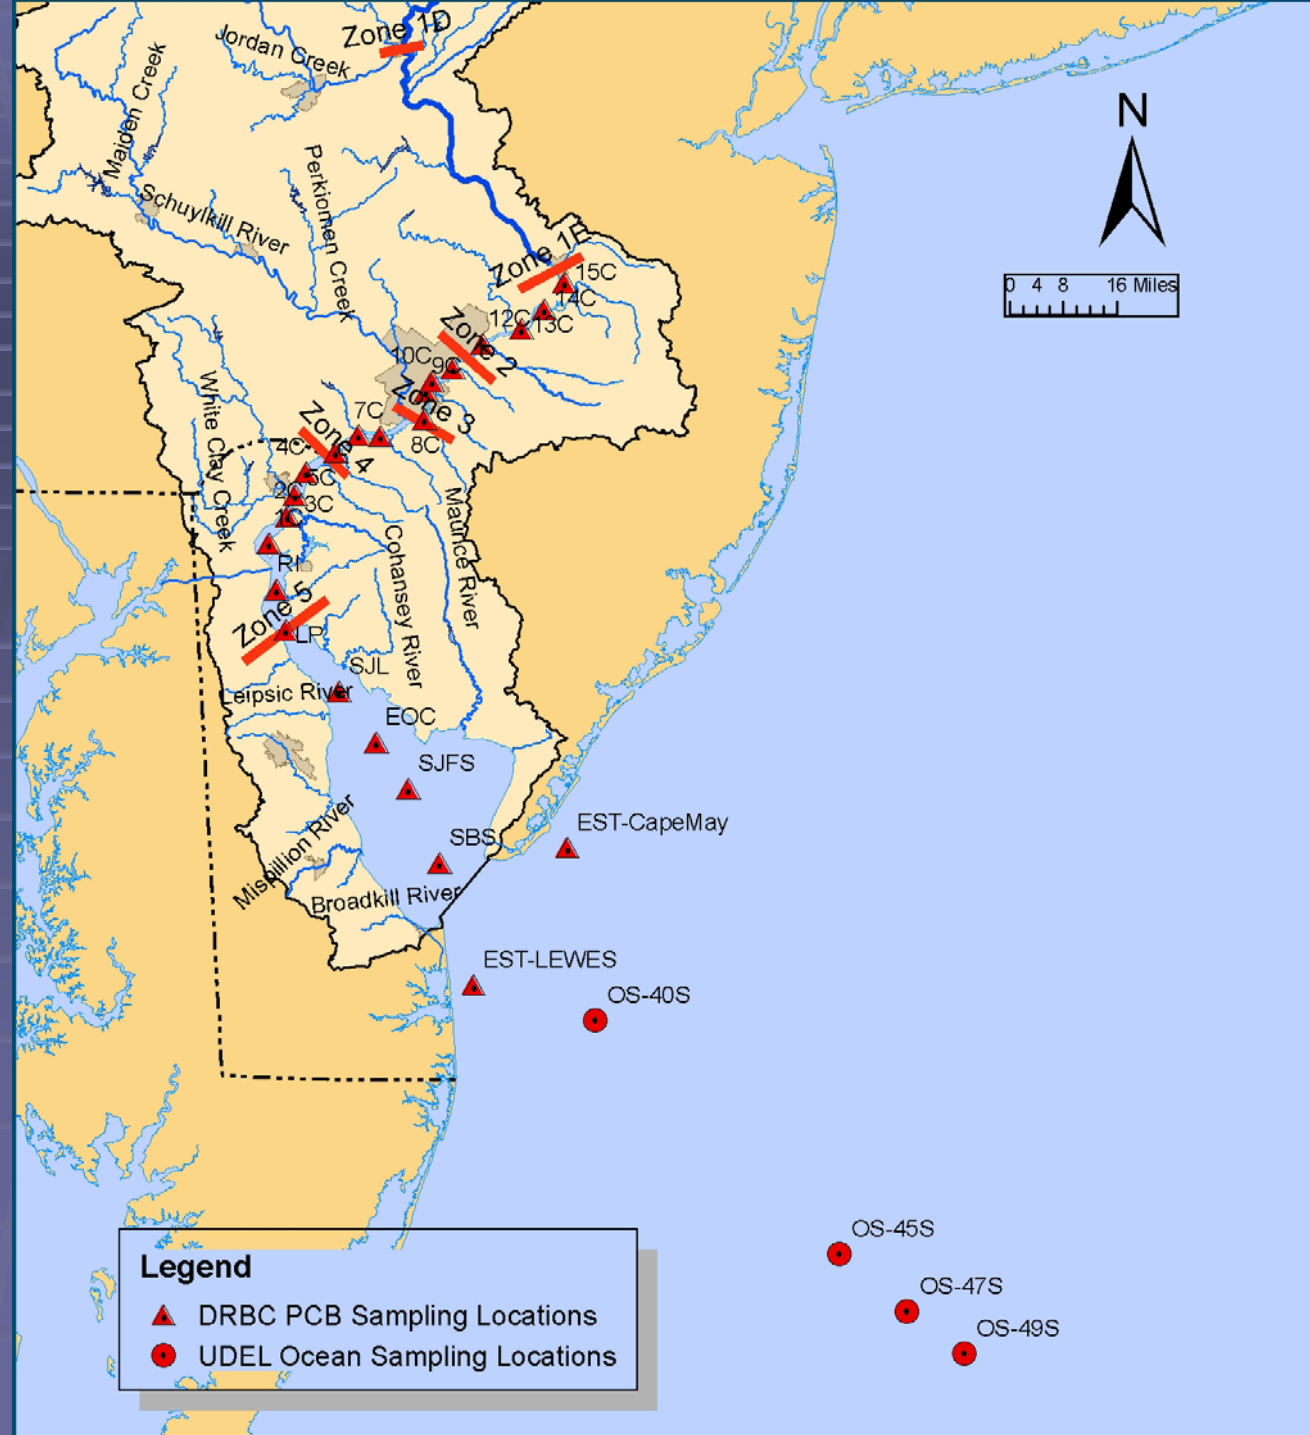 Zone 1D
Jordan Creek
Maiden Creek
N
Perkiomen Creek
Schuylkill River
Zone 1E
15C
0 4 8 16 Miles
14C
12C
13C
Zone 2
10C
9C
White Clay Creek
Zone 3
7C
Zone 4
8C
4C
5C
2C
3C
1C
Maurice River
Cohansey River
RI
Zone 5
LP
SJL
Leipsic River
EOC
SJFS
EST-CapeMay
SBS
Mispillion River
Broadkill River
EST-LEWES
OS-40S
OS-45S
Legend
OS-47S
DRBC PCB Sampling Locations
OS-49S
UDEL Ocean Sampling Locations